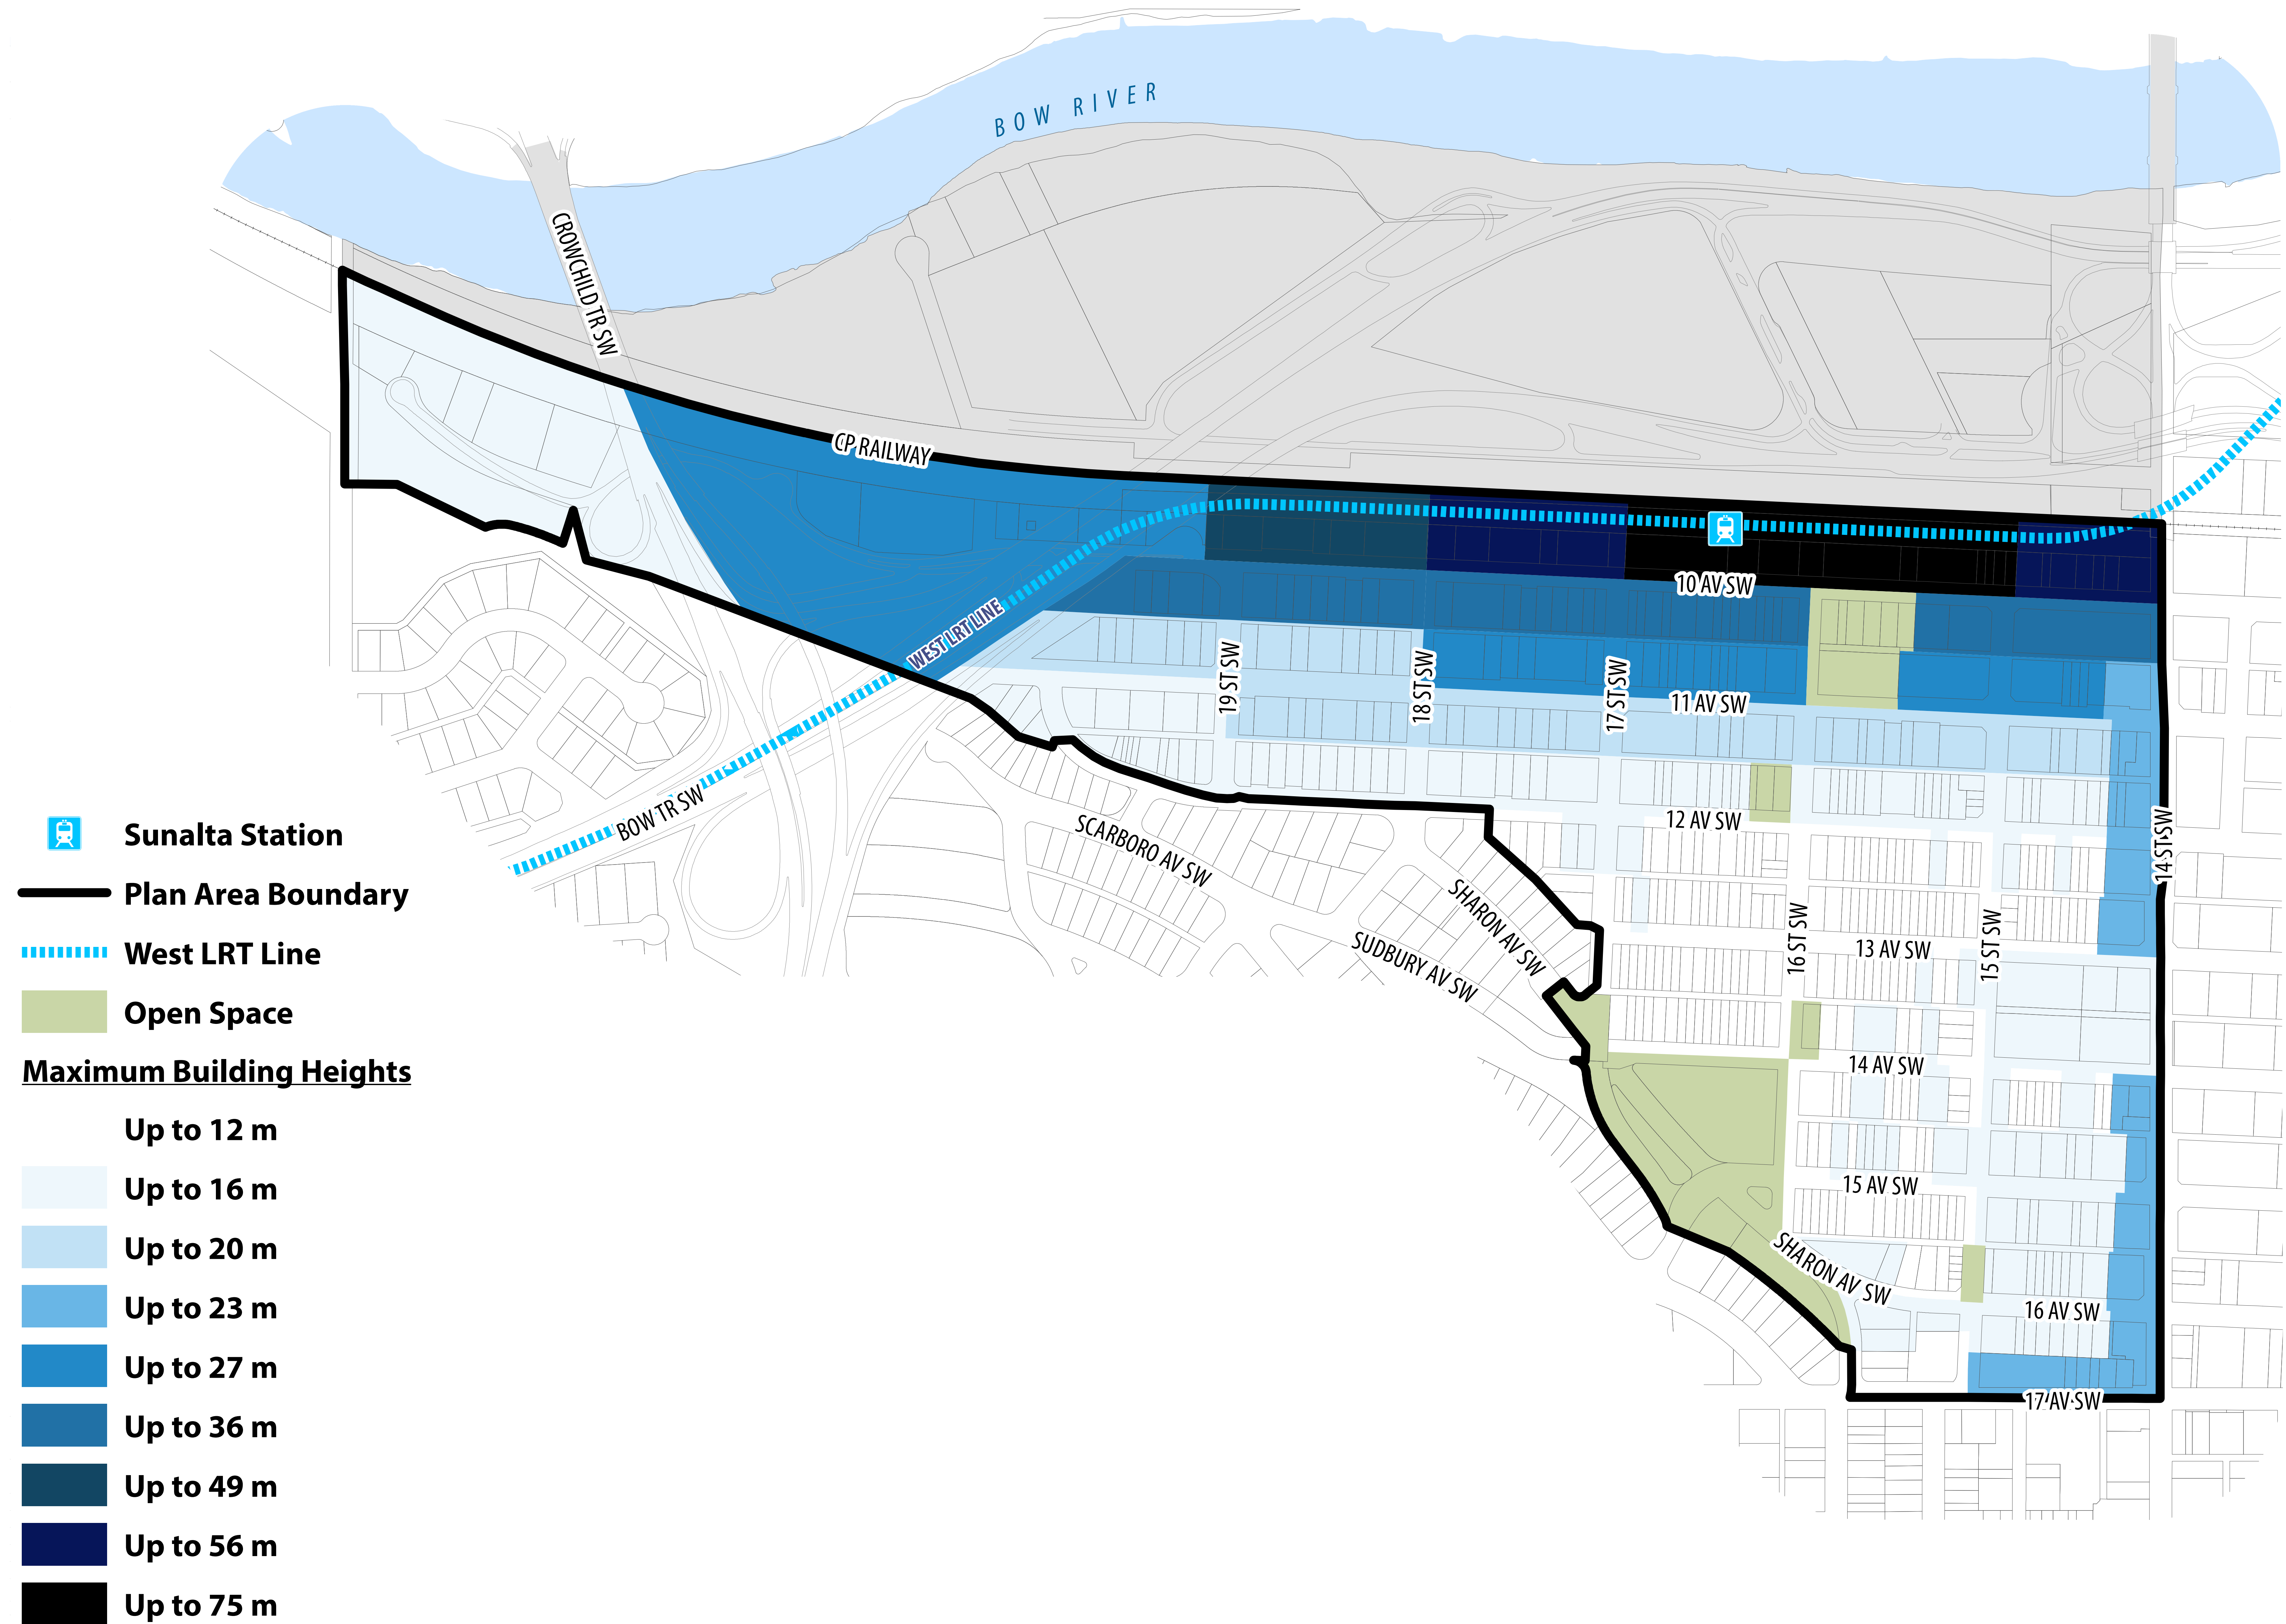 BOW RIVER
CROWCHILD TR SW
CP RAILWAY
10 AV SW
WEST LRT LINE
19 ST SW
18 ST SW
17 ST SW
11 AV SW
BOW TR SW
12 AV SW
14 ST SW
SCARBORO AV SW
SHARON AV SW
SUDBURY AV SW
16 ST SW
13 AV SW
15 ST SW
14 AV SW
15 AV SW
SHARON AV SW
16 AV SW
17 AV SW
Sunalta Station
Plan Area Boundary
West LRT Line
Open Space
Maximum Building Heights
Up to 12 m
Up to 16 m
Up to 20 m
Up to 23 m
Up to 27 m
Up to 36 m
Up to 49 m
Up to 56 m
Up to 75 m